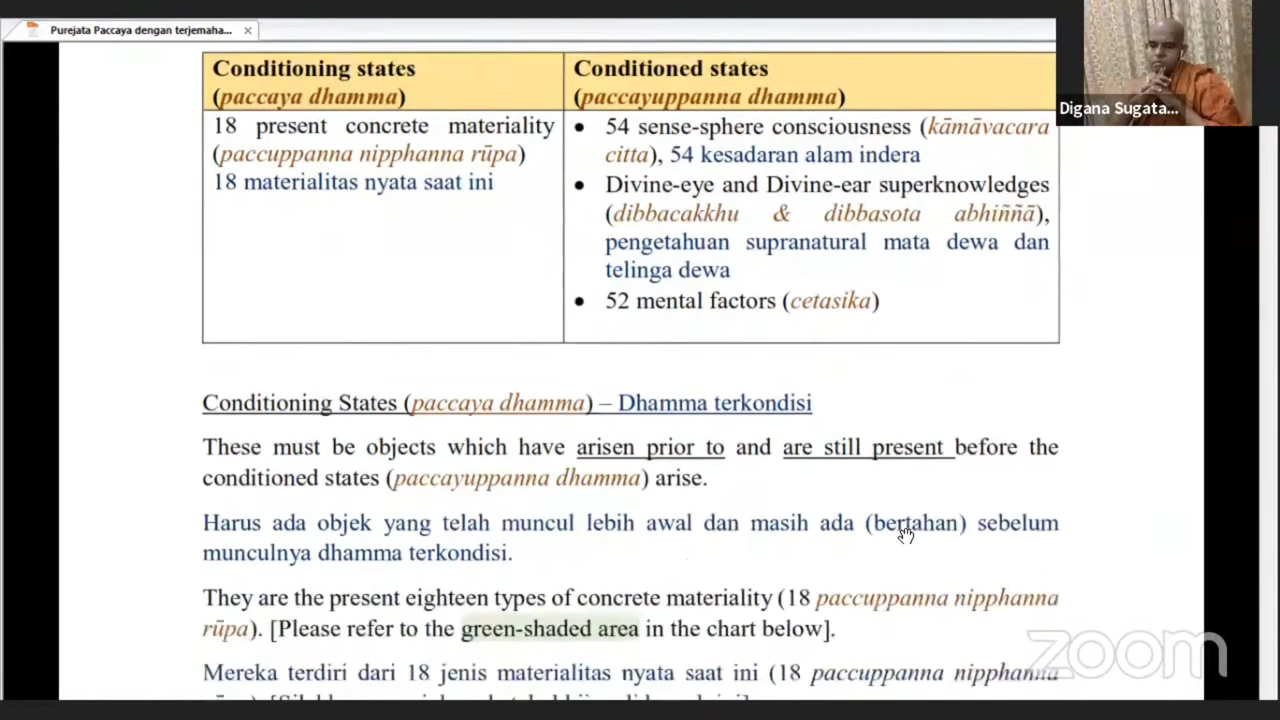 Purejata Paccaya dengan terjemaha...
Digana Sugata...
Conditioning states
(paccaya dhamma)
Conditioned states
(paccayuppanna dhamma)
18 present concrete materiality
(paccuppanna nipphanna rūpa)
18 materialitas nyata saat ini
• 54 sense-sphere consciousness (kāmāvacara
citta), 54 kesadaran alam indera
• Divine-eye and Divine-ear superknowledges
(dibbacakkhu & dibbasota abhiññā),
pengetahuan supranatural mata dewa dan
telinga dewa
• 52 mental factors (cetasika)
Conditioning States (paccaya dhamma) – Dhamma terkondisi
These must be objects which have arisen prior to and are still present before the
conditioned states (paccayuppanna dhamma) arise.
Harus ada objek yang telah muncul lebih awal dan masih ada (bertahan) sebelum
munculnya dhamma terkondisi.
They are the present eighteen types of concrete materiality (18 paccuppanna nipphanna
rūpa). [Please refer to the green-shaded area in the chart below].
Mereka terdiri dari 18 jenis materialitas nyata saat ini (18 paccuppanna nipphanna
zoom